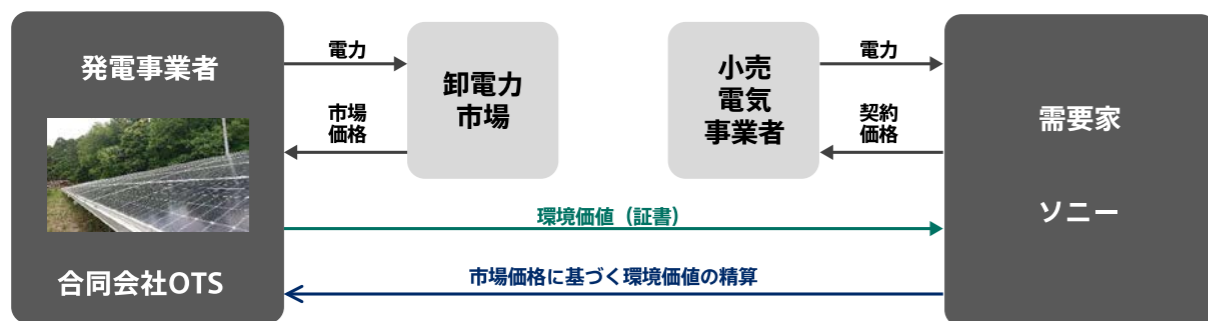 発電事業者
合同会社OTS
電力
市場
価格
卸電力
市場
小売
電気
事業者
電力
契約
価格
需要家
ソニー
環境価値（証書）
市場価格に基づく環境価値の精算